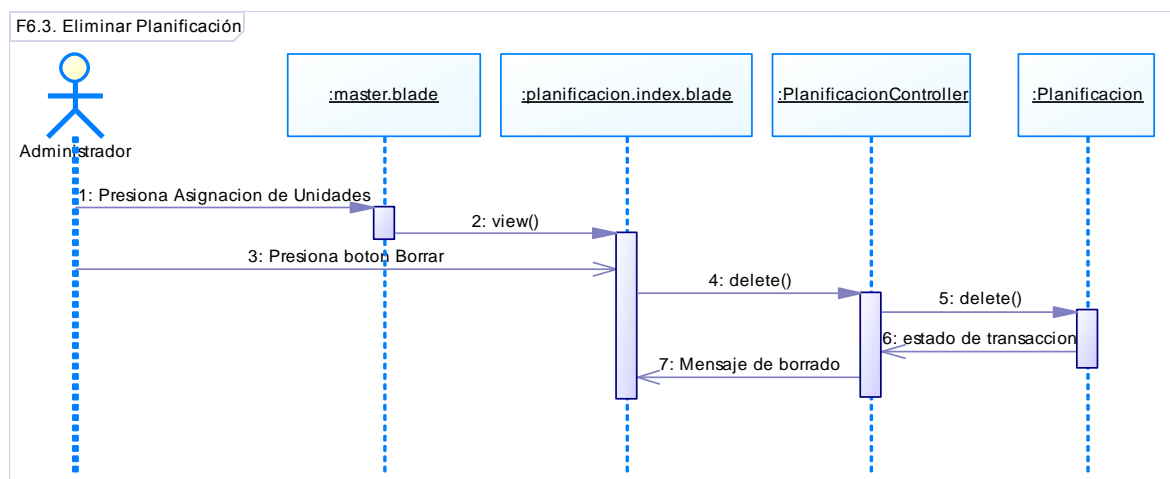 F6.3. Eliminar Planificación
:master.blade
:planificacion.index.blade
:PlanificacionController
:Planificacion
Administrador
1: Presiona Asignacion de Unidades
2: view()
3: Presiona boton Borrar
4: delete()
5: delete()
6: estado de transaccion
7: Mensaje de borrado